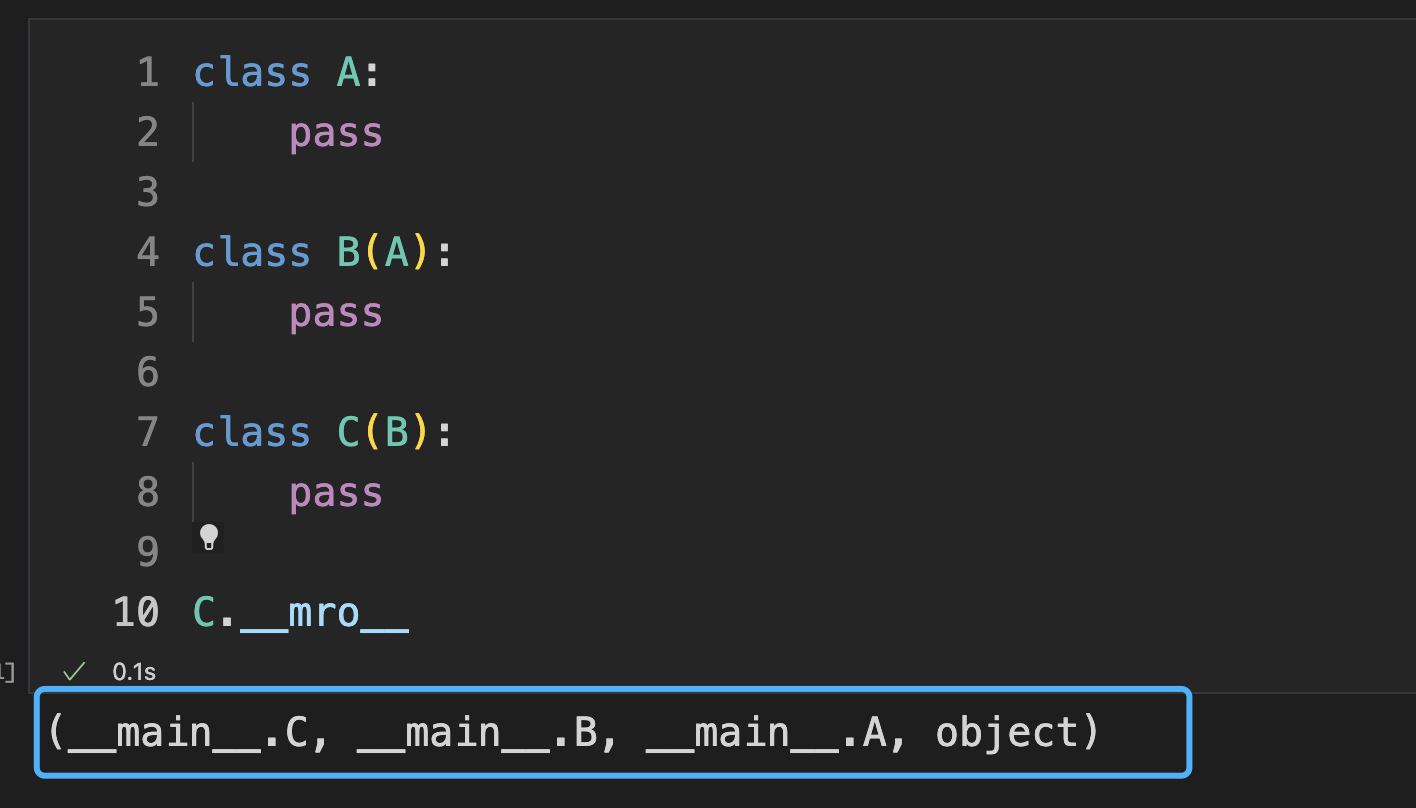 1 class A:
2     pass
3
4 class B(A):
5     pass
6
7 class C(B):
8     pass
9
10 C.__mro__
0.1s
(__main__.C, __main__.B, __main__.A, object)